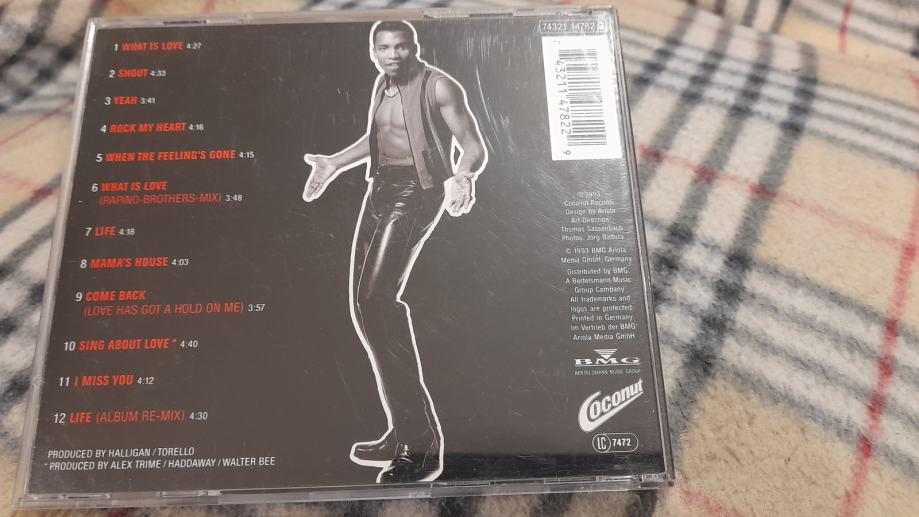 1 WHAT IS LOVE 4:27
2 SHOUT 4:33
3 YEAH 3:41
4 ROCK MY HEART 4:16
5 WHEN THE FEELING'S GONE 4:15
6 WHAT IS LOVE
(RAPINO-BROTHERS-MIX) 3:48
7 LIFE 4:18
8 MAMA'S HOUSE 4:03
9 COME BACK
(LOVE HAS GOT A HOLD ON ME) 3:57
10 SING ABOUT LOVE * 4:40
11 I MISS YOU 4:12
12 LIFE (ALBUM RE-MIX) 4:30
PRODUCED BY HALLIGAN / TORELLO
* PRODUCED BY ALEX TRIME / HADDAWAY / WALTER BEE
74321 14782 2
7 43211 47822 9
℗ 1993
Coconut Records
Design by Ariola
Art Direction:
Thomas Sassenbach
Photos: Jörg Badura
© 1993 BMG Ariola
Media GmbH, Germany
Distributed by BMG.
A Bertelsmann Music
Group Company
All trademarks and
logos are protected.
Printed in Germany.
Im Vertrieb der BMG
Ariola Media GmbH
BMG
BERTELSMANN MUSIC GROUP
Coconut
LC 7472